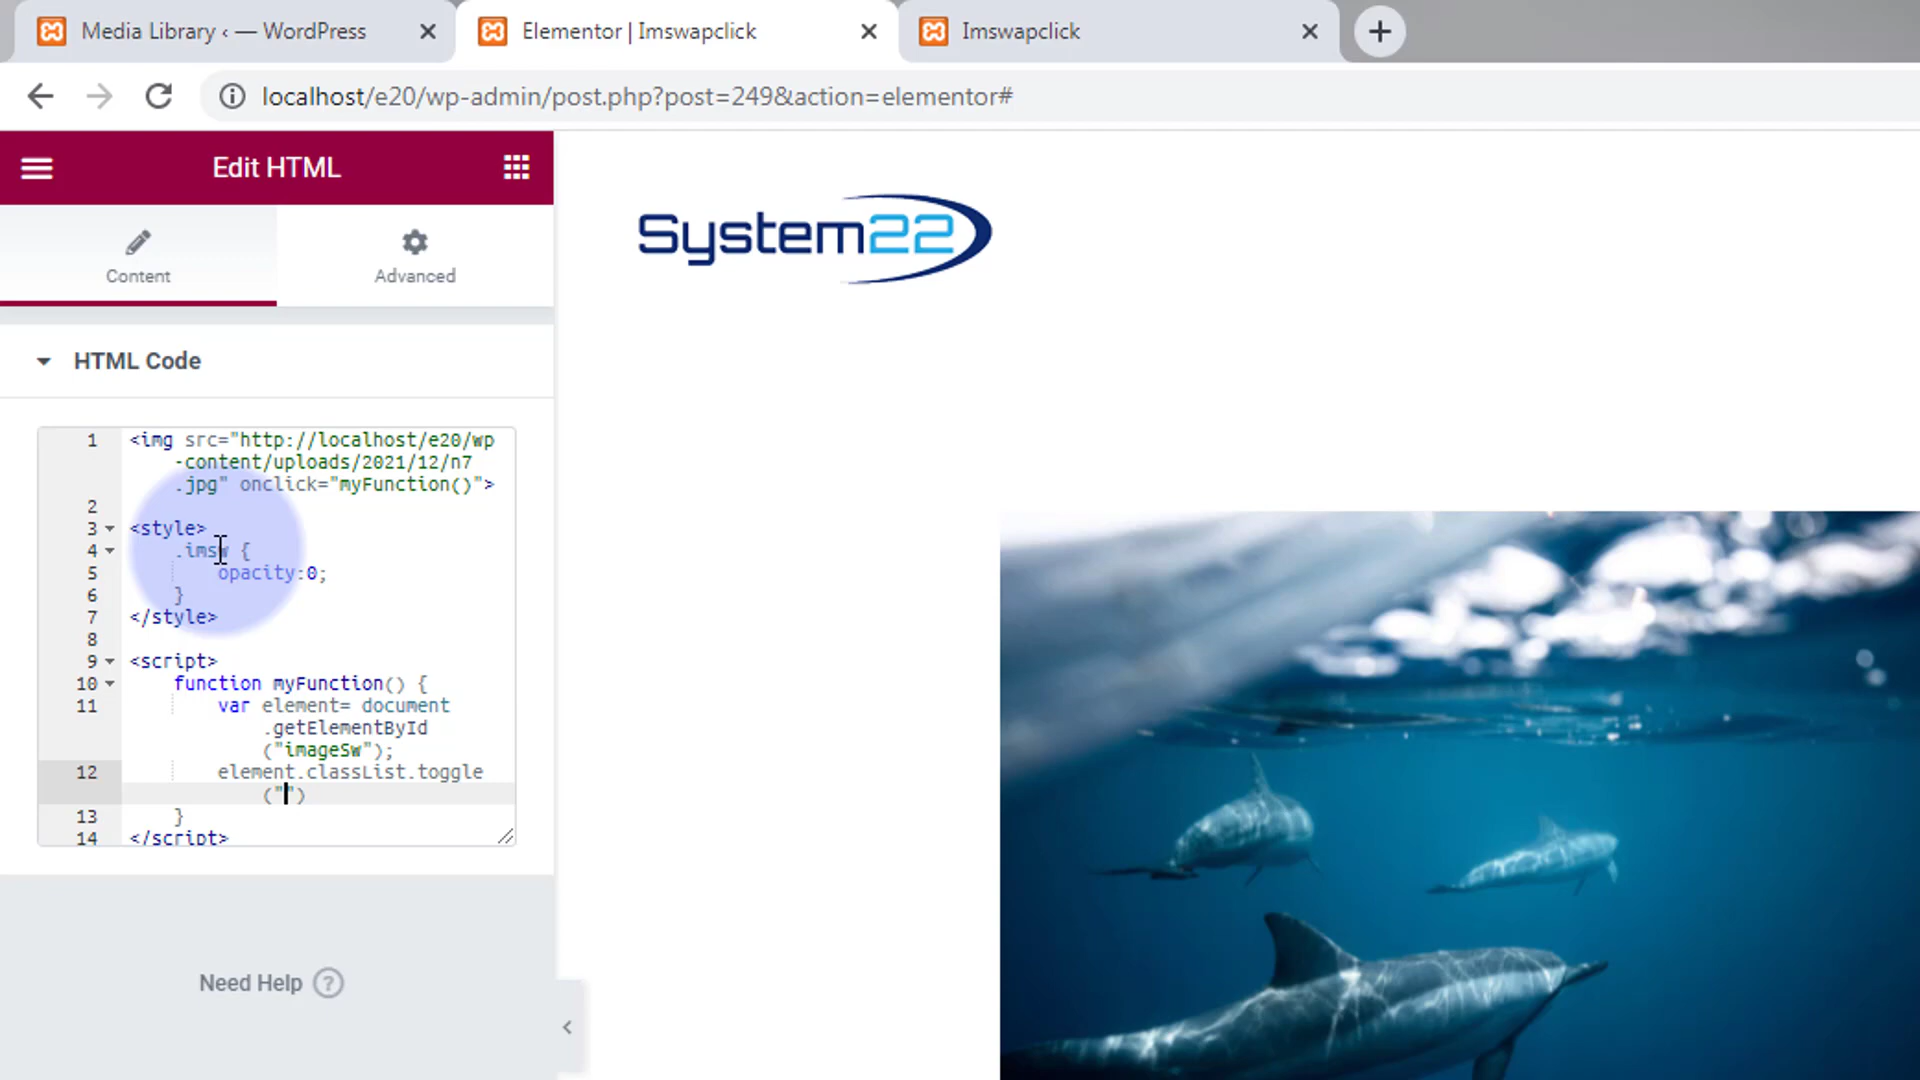 Media Library ‹ — WordPress
Elementor | Imswapclick
Imswapclick
localhost/e20/wp-admin/post.php?post=249&action=elementor#
Edit HTML
Content
Advanced
System22
HTML Code
1 <img src="http://localhost/e20/wp
-content/uploads/2021/12/n7
.jpg" onclick="myFunction()">
2
3 <style>
4 .imsw {
5 opacity:0;
6 }
7 </style>
8
9 <script>
10 function myFunction() {
11 var element= document
.getElementById
("imageSw");
12 element.classList.toggle
("")
13 }
14 </script>
Need Help